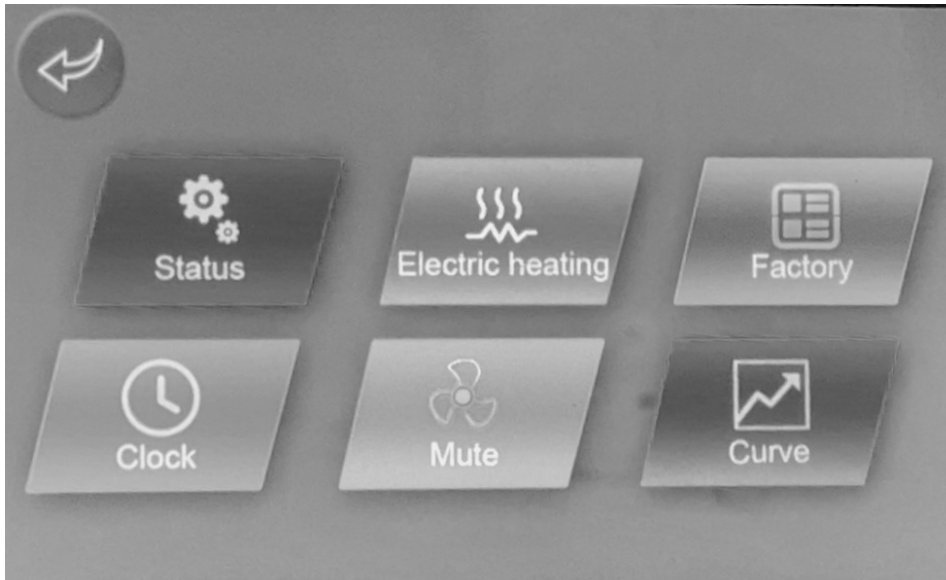 Status
Electric heating
Factory
Clock
Mute
Curve